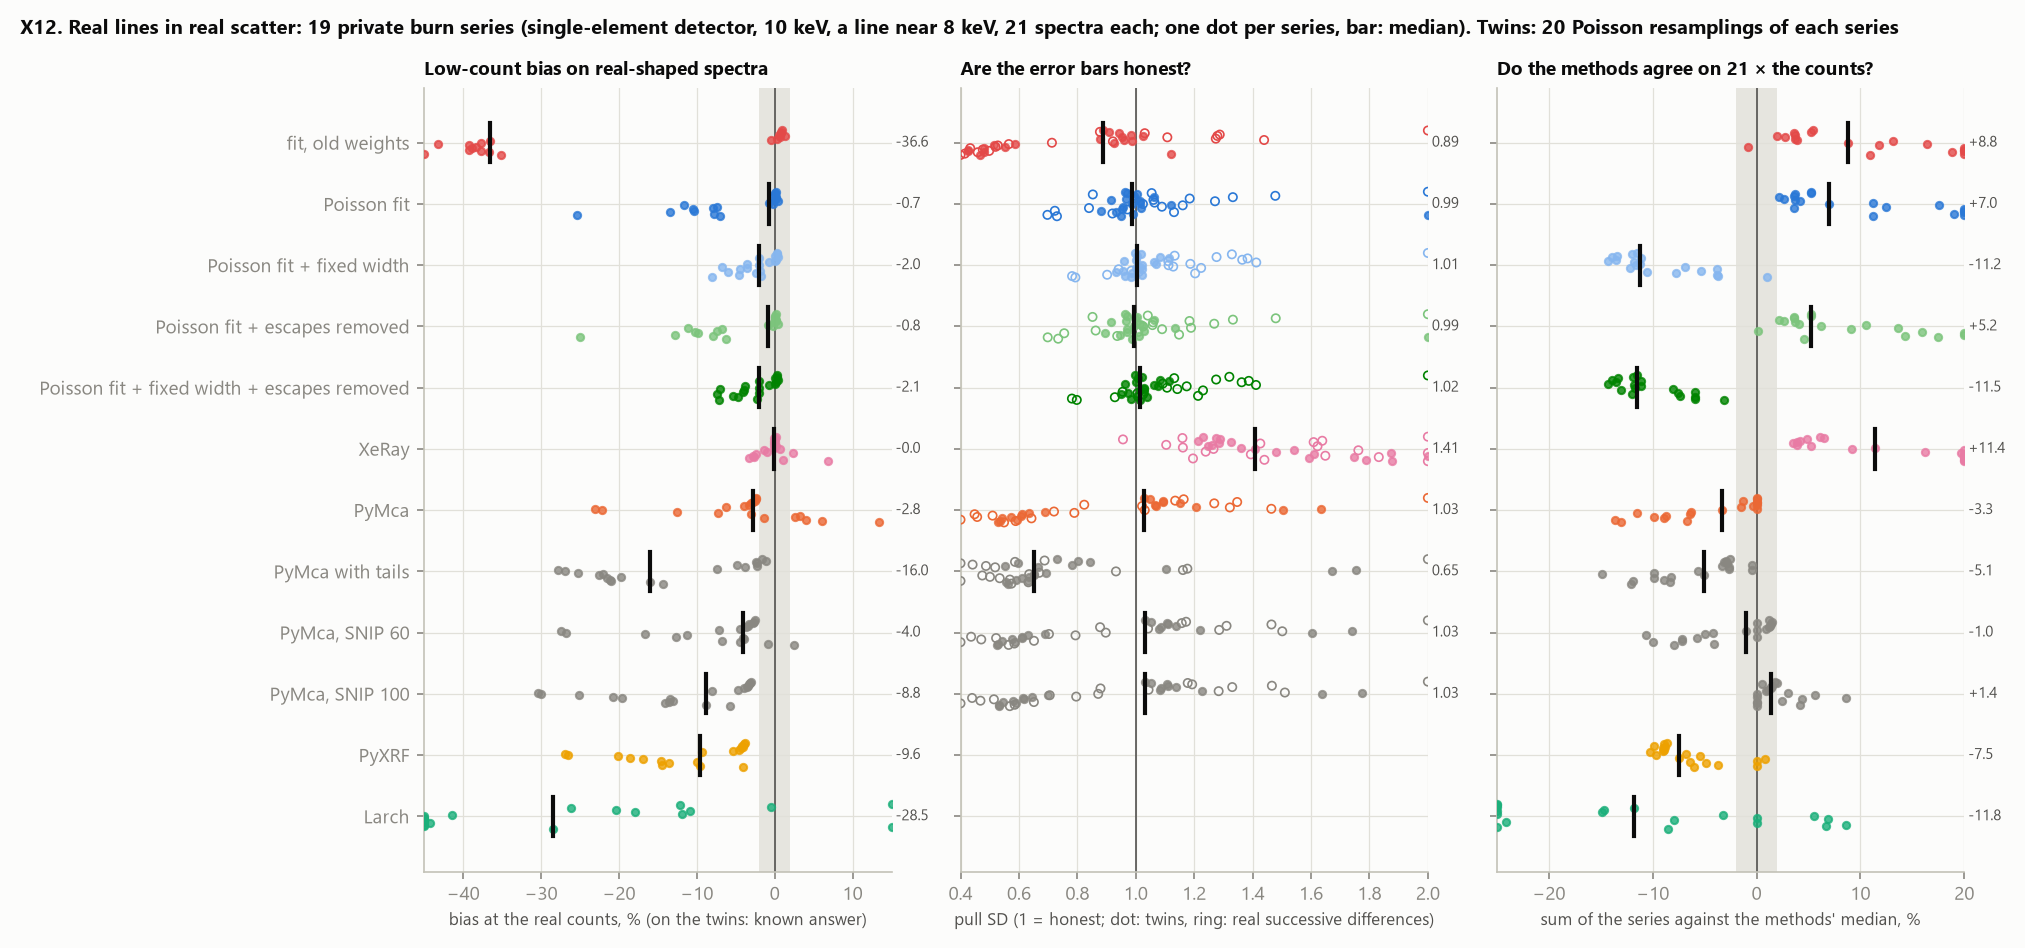 X12. Real lines in real scatter: 19 private burn series (single-element detector, 10 keV, a line near 8 keV, 21 spectra each; one dot per series, bar: median). Twins: 20 Poisson resamplings of each series
Low-count bias on real-shaped spectra
Are the error bars honest?
Do the methods agree on 21 × the counts?
fit, old weights
-36.6
0.89
+8.8
Poisson fit
-0.7
0.99
+7.0
Poisson fit + fixed width
-2.0
1.01
-11.2
Poisson fit + escapes removed
-0.8
0.99
+5.2
Poisson fit + fixed width + escapes removed
-2.1
1.02
-11.5
XeRay
-0.0
1.41
+11.4
PyMca
-2.8
1.03
-3.3
PyMca with tails
-16.0
0.65
-5.1
PyMca, SNIP 60
-4.0
1.03
-1.0
PyMca, SNIP 100
-8.8
1.03
+1.4
PyXRF
-9.6
-7.5
Larch
-28.5
-11.8
−40 −30 −20 −10 0 10
0.4 0.6 0.8 1.0 1.2 1.4 1.6 1.8 2.0
−20 −10 0 10 20
bias at the real counts, % (on the twins: known answer)
pull SD (1 = honest; dot: twins, ring: real successive differences)
sum of the series against the methods' median, %